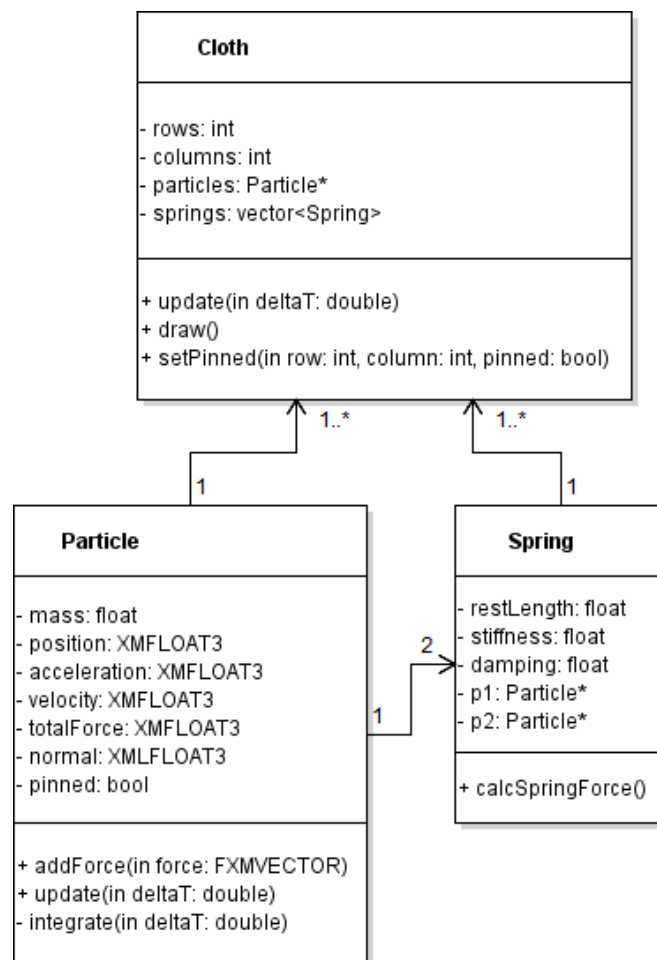 Cloth
- rows: int
- columns: int
- particles: Particle*
- springs: vector<Spring>
+ update(in deltaT: double)
+ draw()
+ setPinned(in row: int, column: int, pinned: bool)
1..*
1..*
1
1
Particle
- mass: float
- position: XMFLOAT3
- acceleration: XMFLOAT3
- velocity: XMFLOAT3
- totalForce: XMFLOAT3
- normal: XMLFLOAT3
- pinned: bool
+ addForce(in force: FXMVECTOR)
+ update(in deltaT: double)
- integrate(in deltaT: double)
1
2
Spring
- restLength: float
- stiffness: float
- damping: float
- p1: Particle*
- p2: Particle*
+ calcSpringForce()